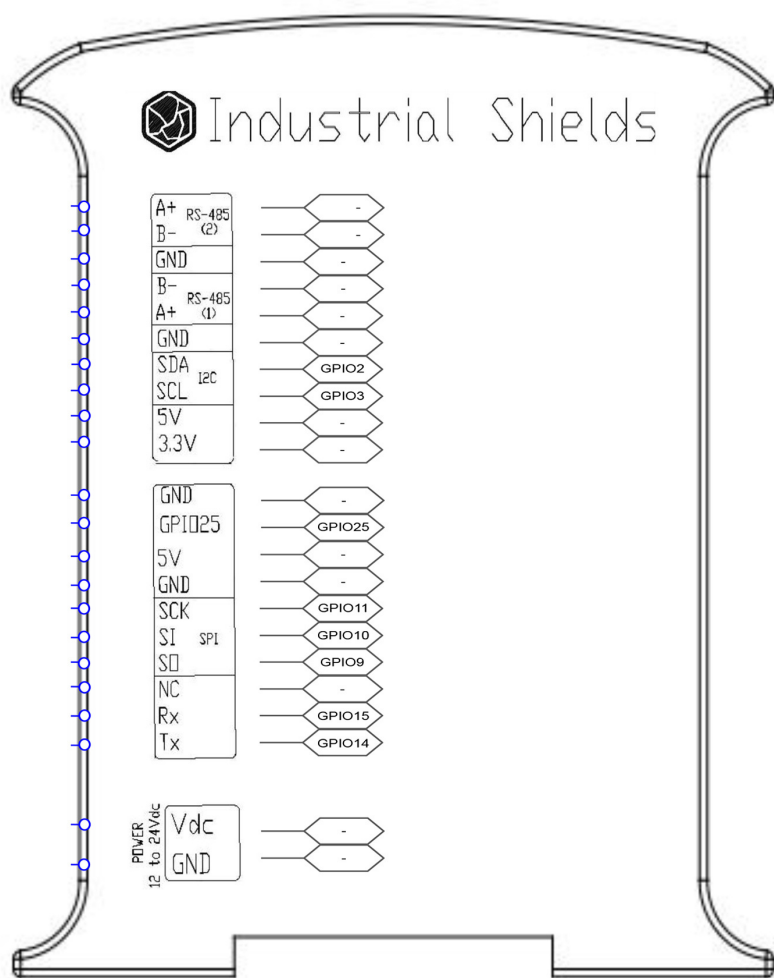 Industrial Shields
A+ RS-485 -
B- (2) -
GND -
B- RS-485 -
A+ (1) -
GND -
SDA I2C GPIO2
SCL GPIO3
5V -
3.3V -
GND -
GPIO25 GPIO25
5V -
GND -
SCK GPIO11
SI SPI GPIO10
SO GPIO9
NC -
Rx GPIO15
Tx GPIO14
POWER
12 to 24Vdc
Vdc -
GND -